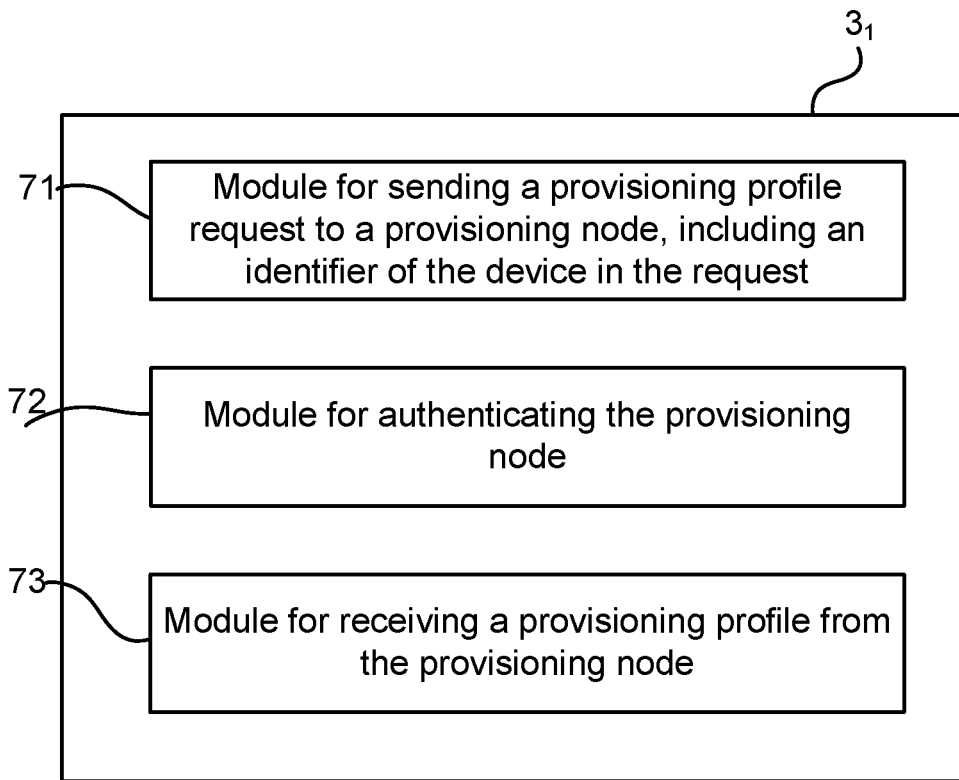 3₁
71
Module for sending a provisioning profile
request to a provisioning node, including an
identifier of the device in the request
72
Module for authenticating the provisioning
node
73
Module for receiving a provisioning profile from
the provisioning node